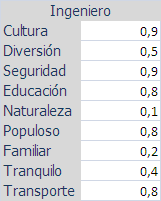 Ingeniero
Cultura 0,9
Diversión 0,5
Seguridad 0,9
Educación 0,8
Naturaleza 0,1
Populoso 0,8
Familiar 0,2
Tranquilo 0,4
Transporte 0,8